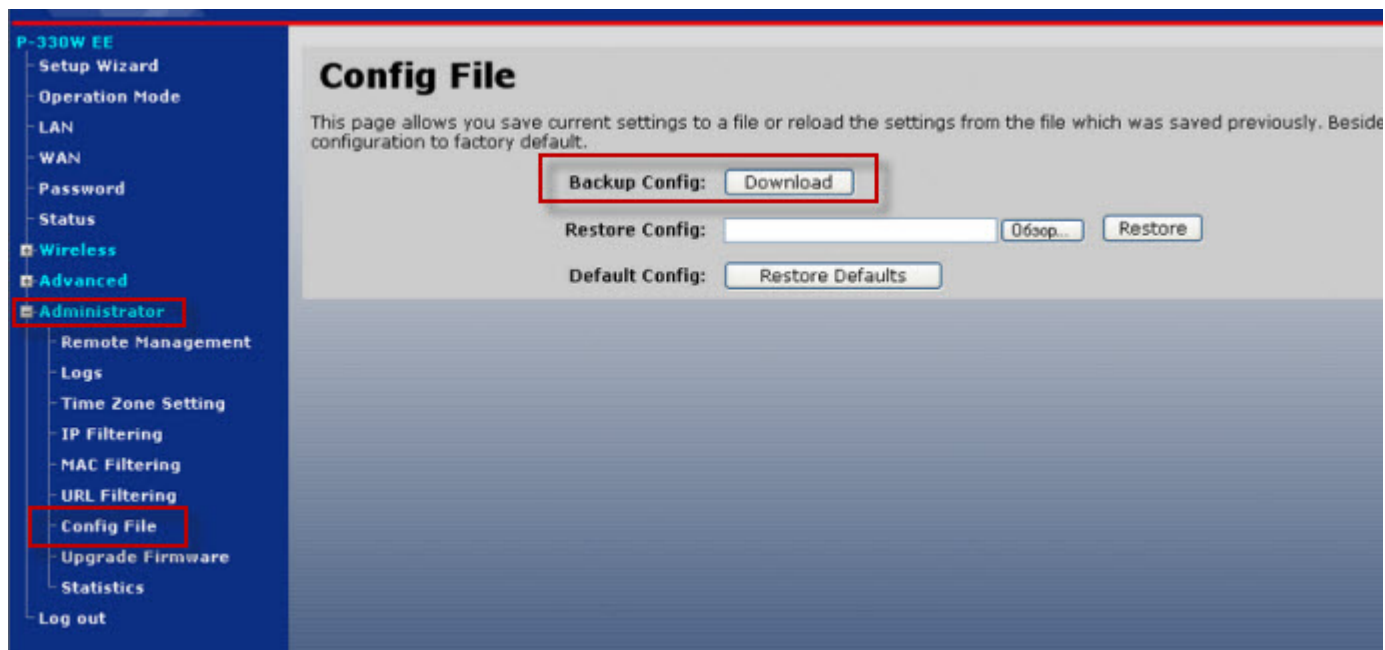 P-330W EE
Setup Wizard
Operation Mode
LAN
WAN
Password
Status
Wireless
Advanced
Administrator
Remote Management
Logs
Time Zone Setting
IP Filtering
MAC Filtering
URL Filtering
Config File
Upgrade Firmware
Statistics
Log out
Config File
This page allows you save current settings to a file or reload the settings from the file which was saved previously. Beside
configuration to factory default.
Backup Config: Download
Restore Config: Обзор... Restore
Default Config: Restore Defaults